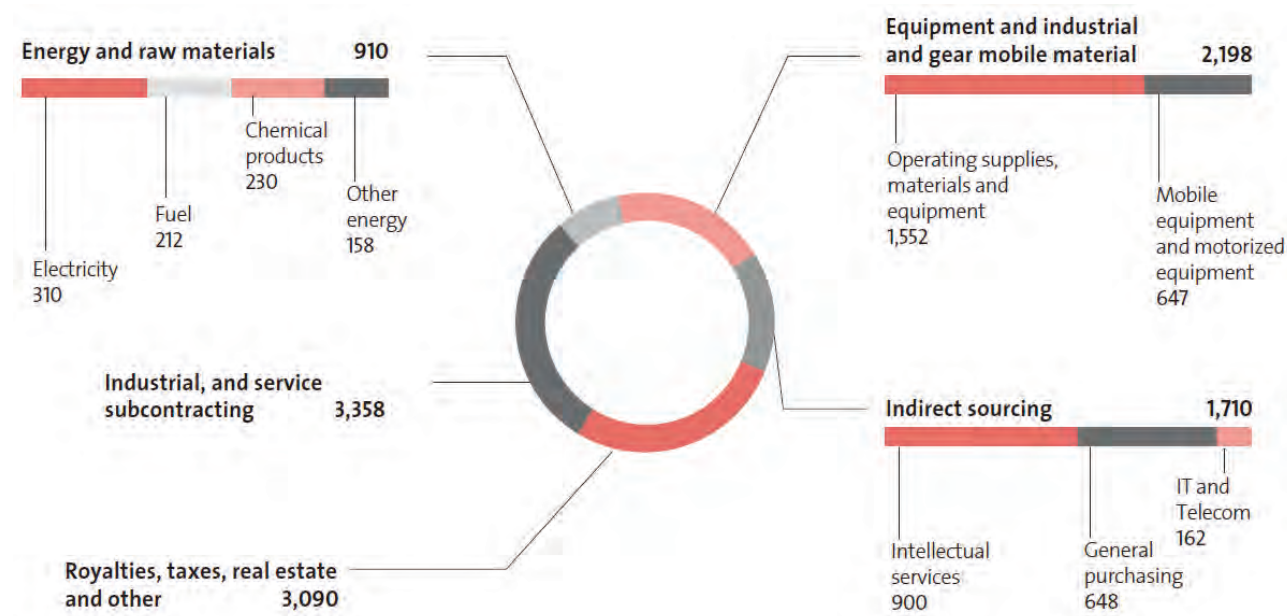 Energy and raw materials 910
Electricity
310
Fuel
212
Chemical
products
230
Other
energy
158
Equipment and industrial
and gear mobile material 2,198
Operating supplies,
materials and
equipment
1,552
Mobile
equipment
and motorized
equipment
647
Industrial, and service
subcontracting 3,358
Indirect sourcing 1,710
Intellectual
services
900
General
purchasing
648
IT and
Telecom
162
Royalties, taxes, real estate
and other 3,090